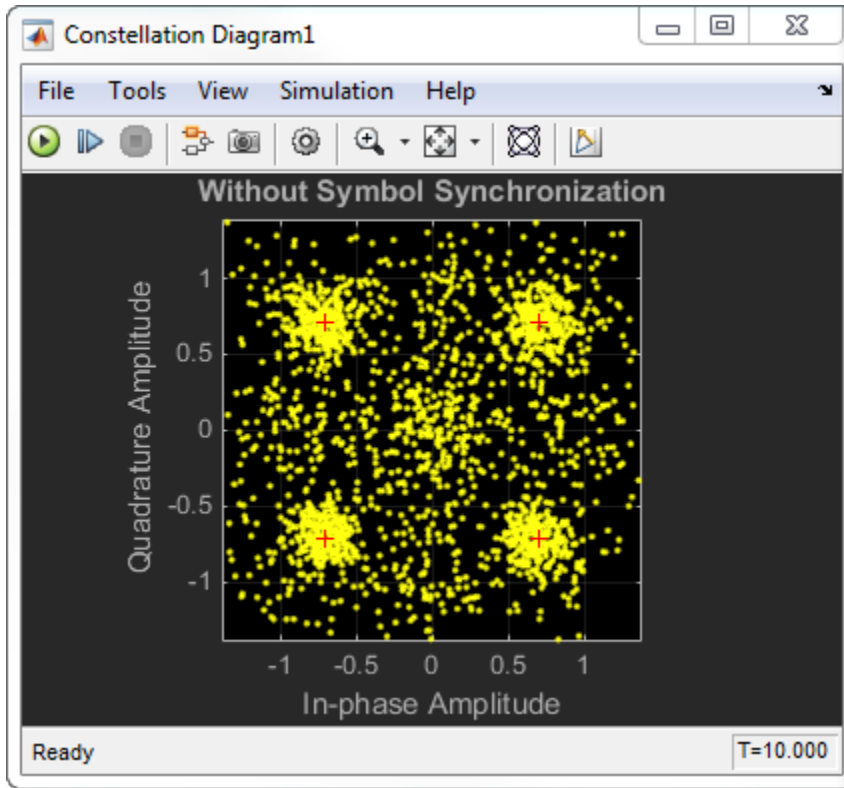 Constellation Diagram1
File Tools View Simulation Help
Without Symbol Synchronization
Quadrature Amplitude
1
0.5
0
-0.5
-1
-1 -0.5 0 0.5 1
In-phase Amplitude
Ready T=10.000